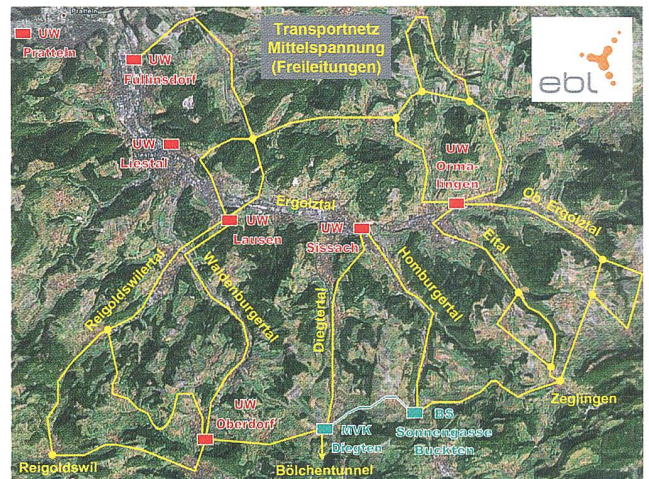 Pratteln
UW
Pratteln
Transportnetz
Mittelspannung
(Freileitungen)
ebl
UW
Füllinsdorf
UW
Liestal
UW
Orma-
lingen
Ergolztal
Ob. Ergolztal
UW
Lausen
UW
Sissach
Eital
Homburgertal
Reigoldswilertal
Waldenburgertal
Diegtertal
Zeglingen
UW
Oberdorf
MVK
Diegten
BS
Sonnengasse
Buckten
Reigoldswil
Bölchentunnel